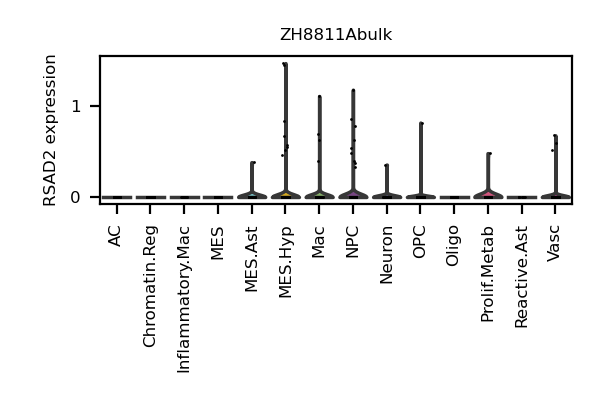 ZH8811Abulk
RSAD2 expression
1
0
AC
Chromatin.Reg
Inflammatory.Mac
MES
MES.Ast
MES.Hyp
Mac
NPC
Neuron
OPC
Oligo
Prolif.Metab
Reactive.Ast
Vasc